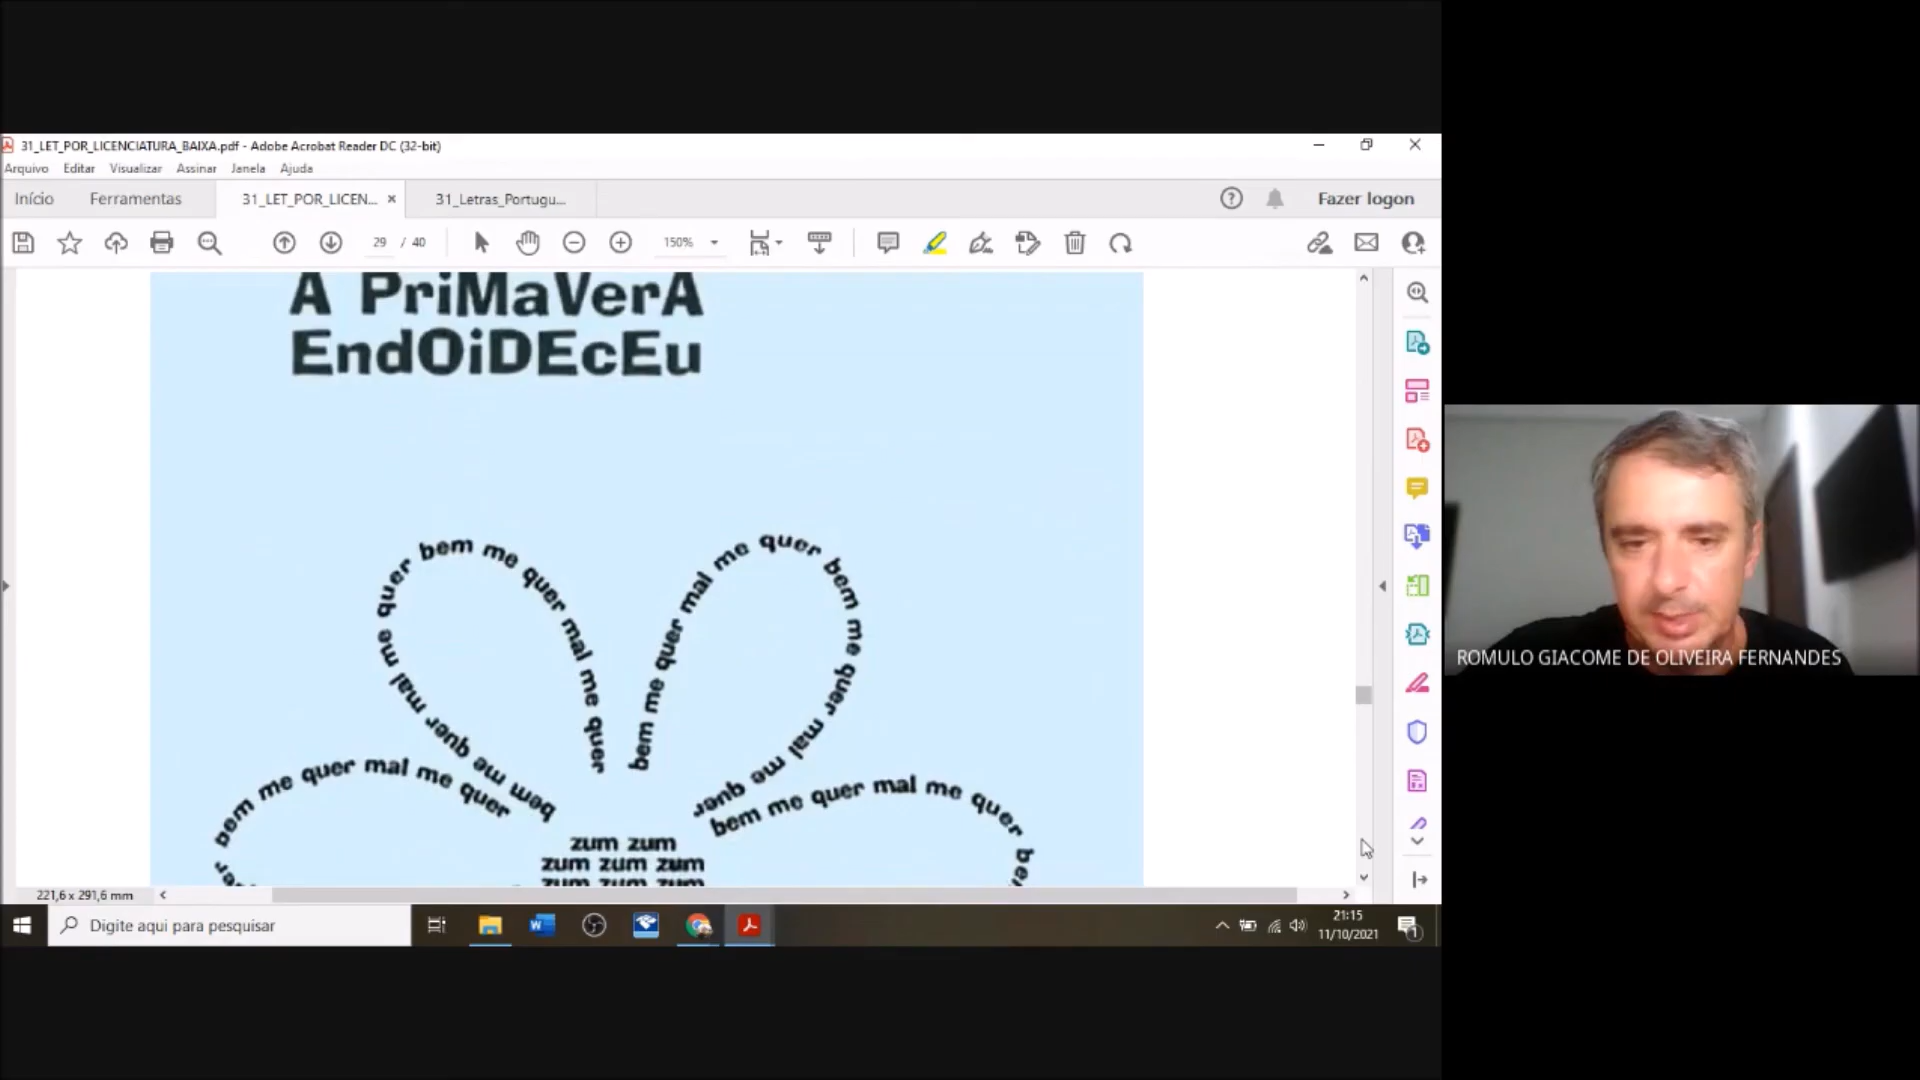 31_LET_POR_LICENCIATURA_BAIXA.pdf - Adobe Acrobat Reader DC (32-bit)
Arquivo Editar Visualizar Assinar Janela Ajuda
Início Ferramentas 31_LET_POR_LICEN... 31_Letras_Portugu... Fazer logon
29 / 40 150%
A PriMaVerA
EndOiDEcEu
bem me quer mal me quer bem me quer mal me quer
bem me quer mal me quer bem me quer mal me quer
bem me quer mal me quer
bem me quer mal me quer
zum zum
zum zum zum
zum zum zum
ROMULO GIACOME DE OLIVEIRA FERNANDES
221,6 x 291,6 mm
Digite aqui para pesquisar
21:15
11/10/2021
1